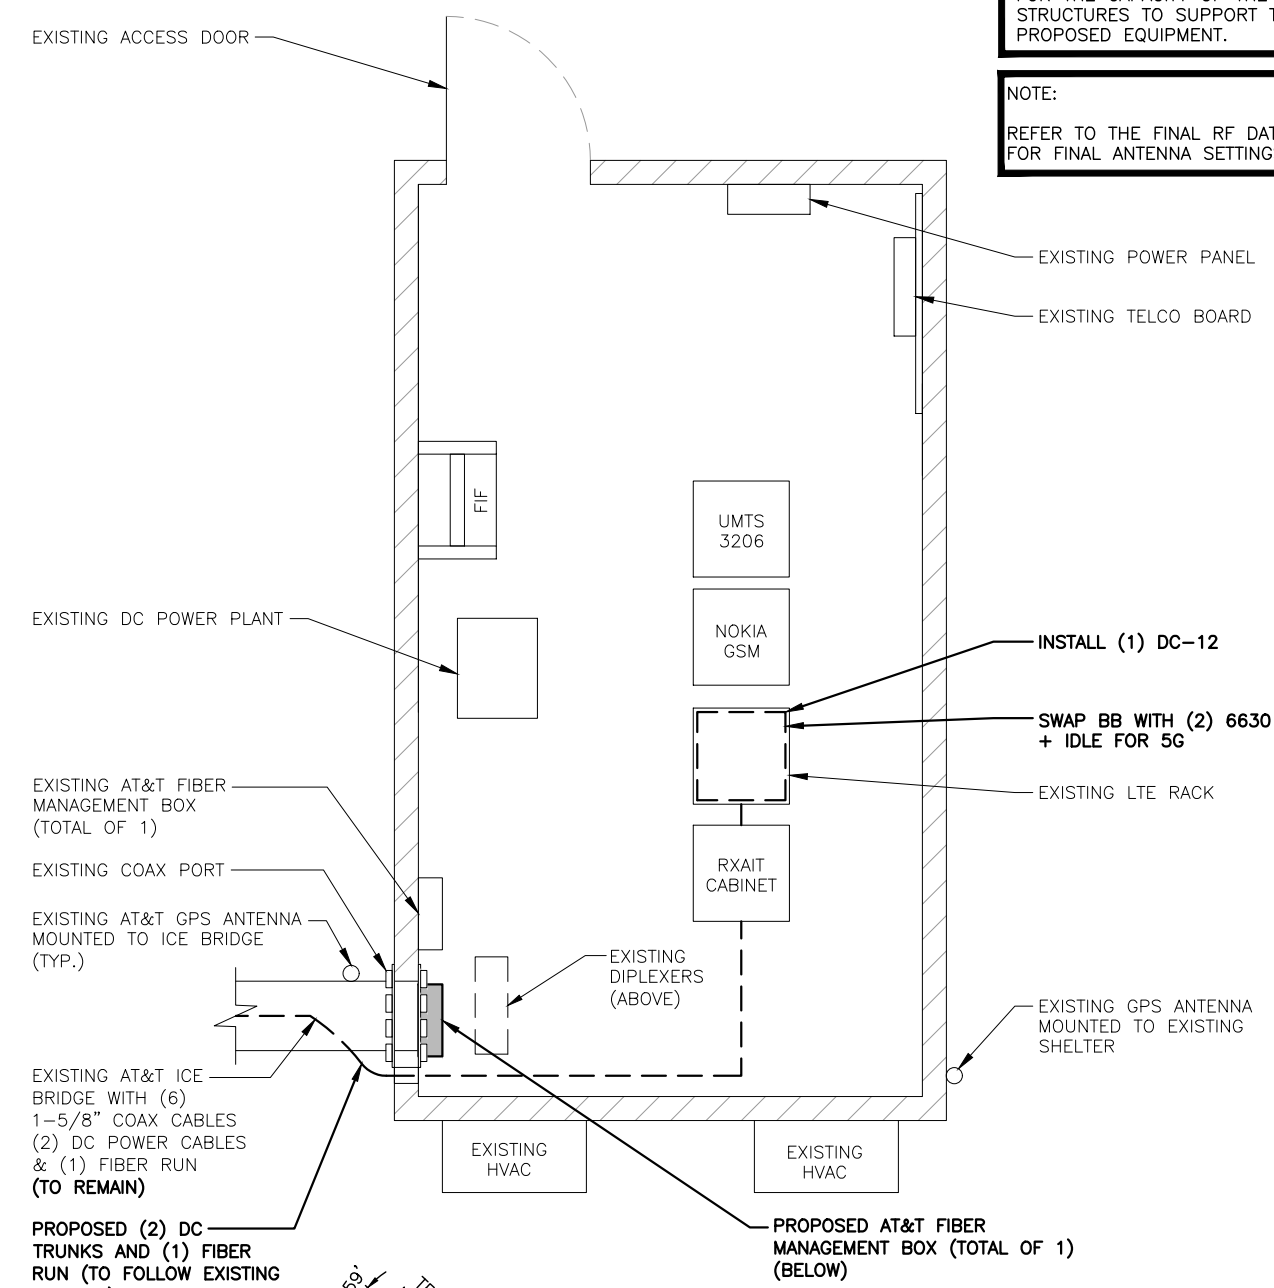 FOR THE CAPACITY OF THE
STRUCTURES TO SUPPORT
PROPOSED EQUIPMENT.
NOTE:
REFER TO THE FINAL RF
FOR FINAL ANTENNA
EXISTING ACCESS DOOR
EXISTING POWER PANEL
EXISTING TELCO BOARD
FIF
UMTS
3206
NOKIA
GSM
EXISTING DC POWER PLANT
INSTALL (1) DC-12
SWAP BB WITH (2) 6630
+ IDLE FOR 5G
EXISTING LTE RACK
EXISTING AT&T FIBER
MANAGEMENT BOX
(TOTAL OF 1)
RXAIT
CABINET
EXISTING COAX PORT
EXISTING AT&T GPS ANTENNA
MOUNTED TO ICE BRIDGE
(TYP.)
EXISTING
DIPLEXERS
(ABOVE)
EXISTING GPS ANTENNA
MOUNTED TO EXISTING
SHELTER
EXISTING AT&T ICE
BRIDGE WITH (6)
1-5/8" COAX CABLES
(2) DC POWER CABLES
& (1) FIBER RUN
(TO REMAIN)
EXISTING
HVAC
EXISTING
HVAC
PROPOSED (2) DC
TRUNKS AND (1) FIBER
RUN (TO FOLLOW EXISTING
PROPOSED AT&T FIBER
MANAGEMENT BOX (TOTAL OF 1)
(BELOW)
59'